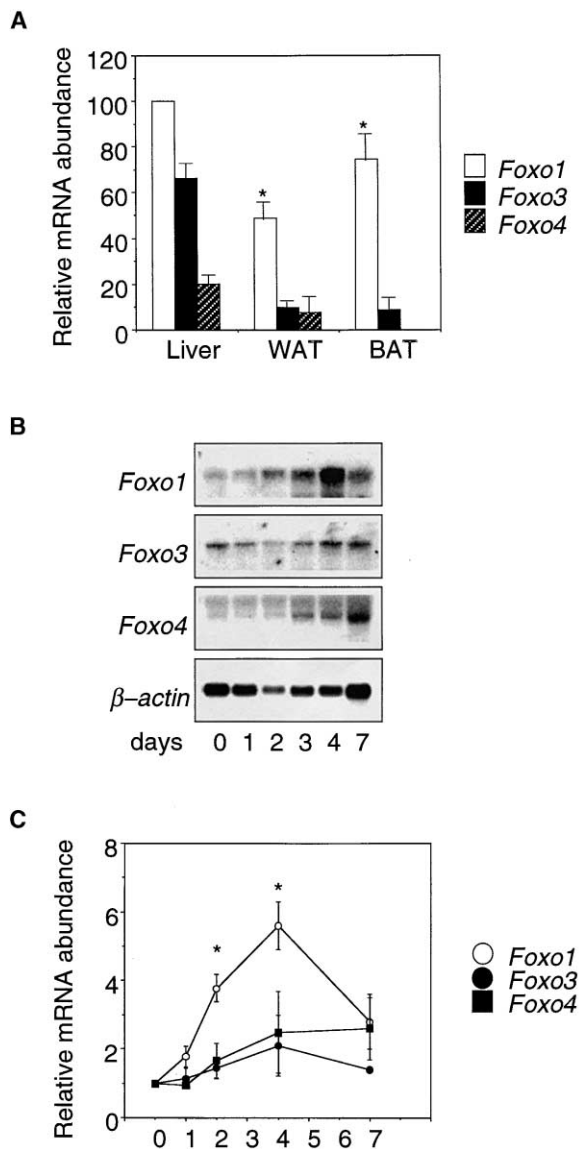 A
Relative mRNA abundance
120
100
80
60
40
20
0
*
*
Liver WAT BAT
Foxo1
Foxo3
Foxo4
B
Foxo1
Foxo3
Foxo4
β–actin
days 0 1 2 3 4 7
C
Relative mRNA abundance
8
6
4
2
0
*
*
0 1 2 3 4 5 6 7
Foxo1
Foxo3
Foxo4